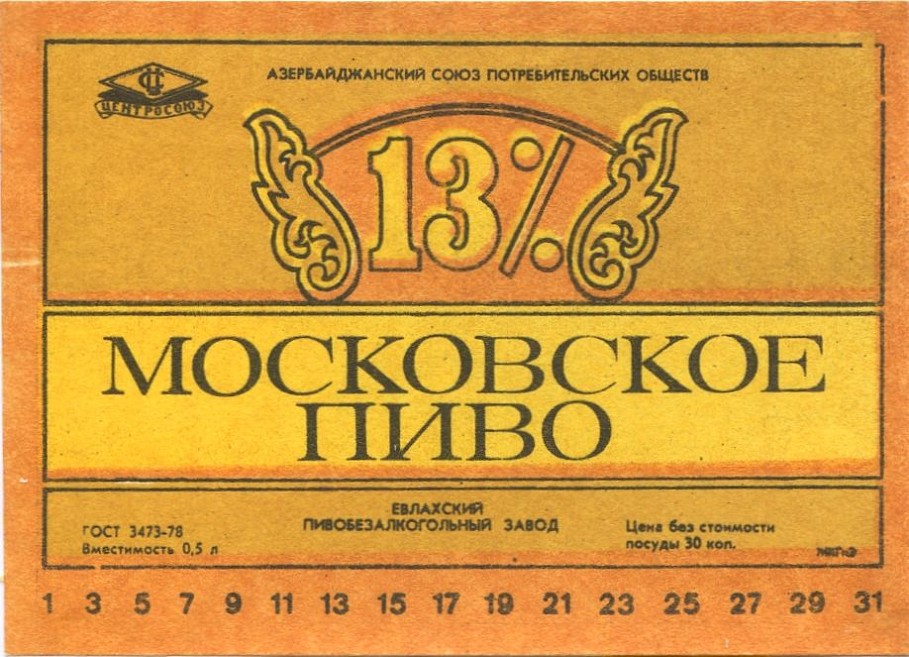 СЦ
ЦЕНТРОСОЮЗ
АЗЕРБАЙДЖАНСКИЙ СОЮЗ ПОТРЕБИТЕЛЬСКИХ ОБЩЕСТВ
13%
МОСКОВСКОЕ
ПИВО
ЕВЛАХСКИЙ
ПИВОБЕЗАЛКОГОЛЬНЫЙ ЗАВОД
ГОСТ 3473-78
Вместимость 0,5 л
Цена без стоимости
посуды 30 коп.
1 3 5 7 9 11 13 15 17 19 21 23 25 27 29 31